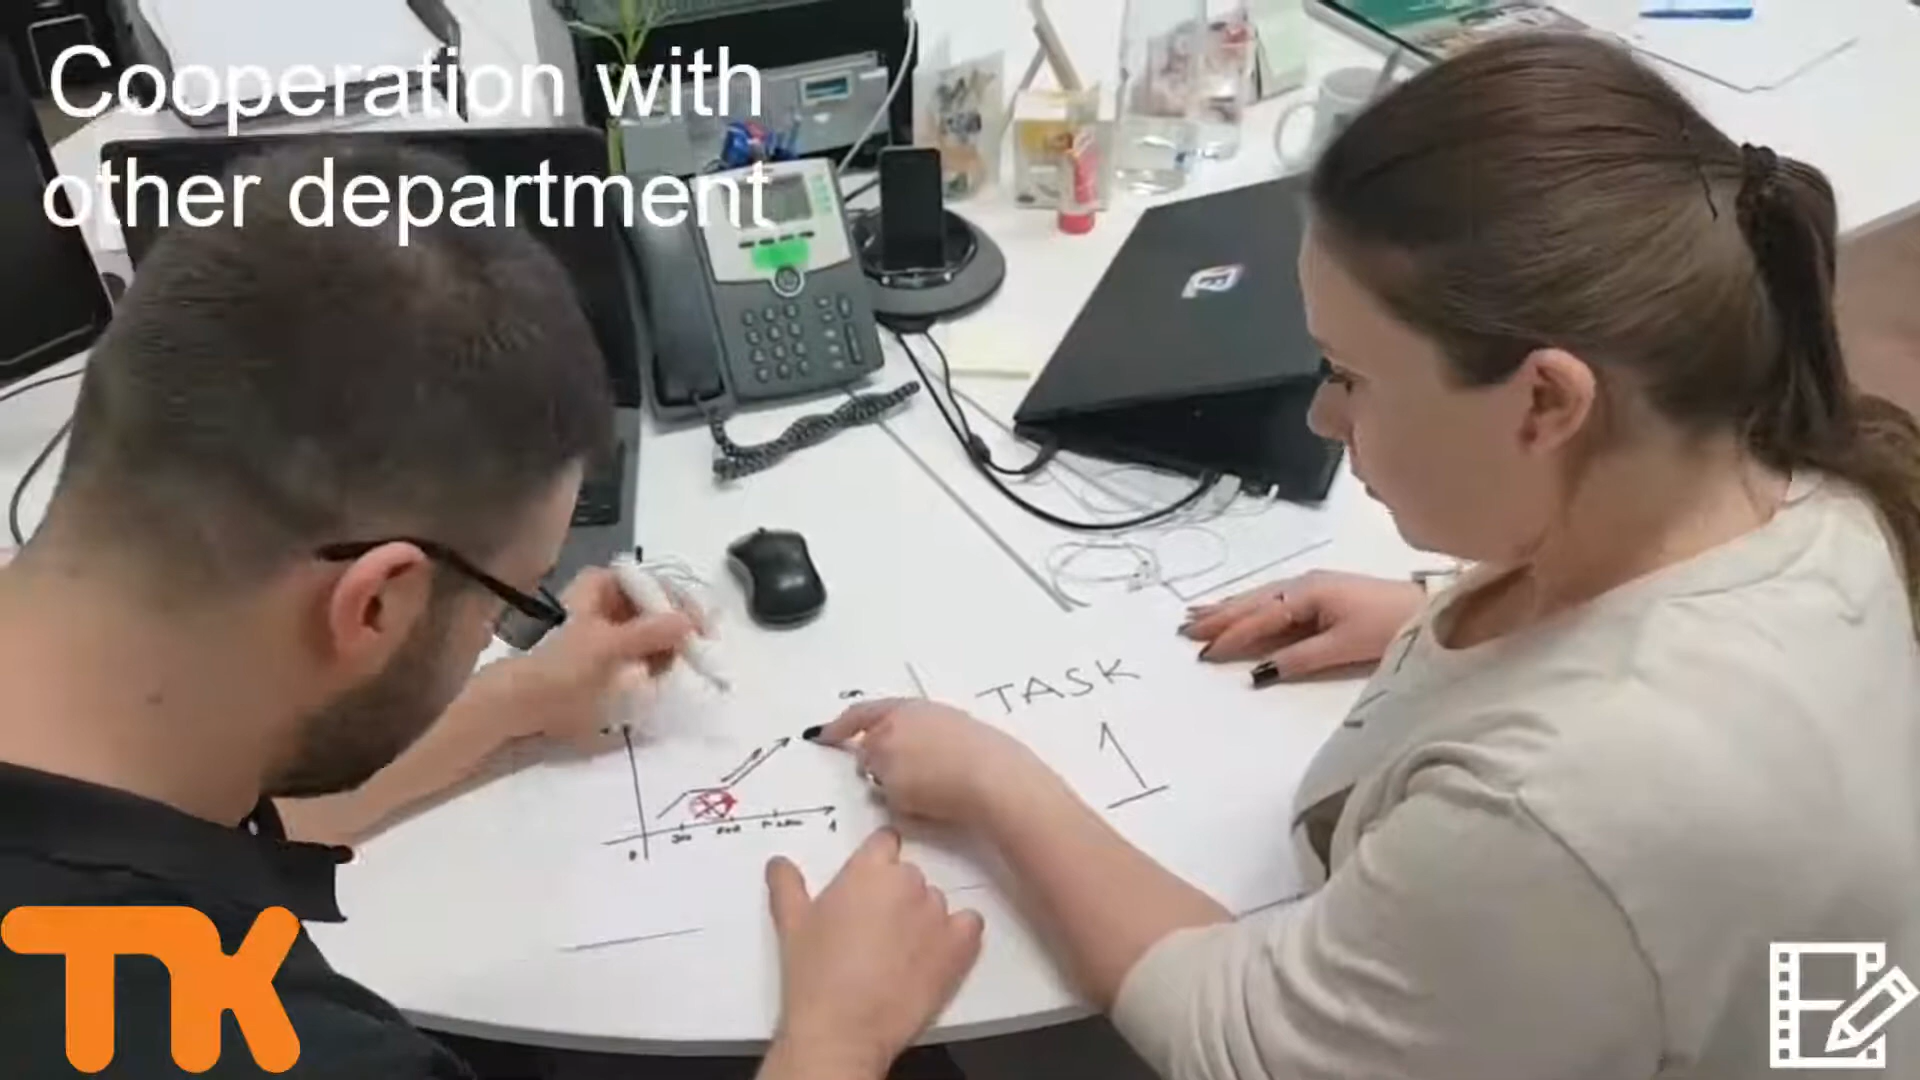 Cooperation with
other department
TASK
1
TK